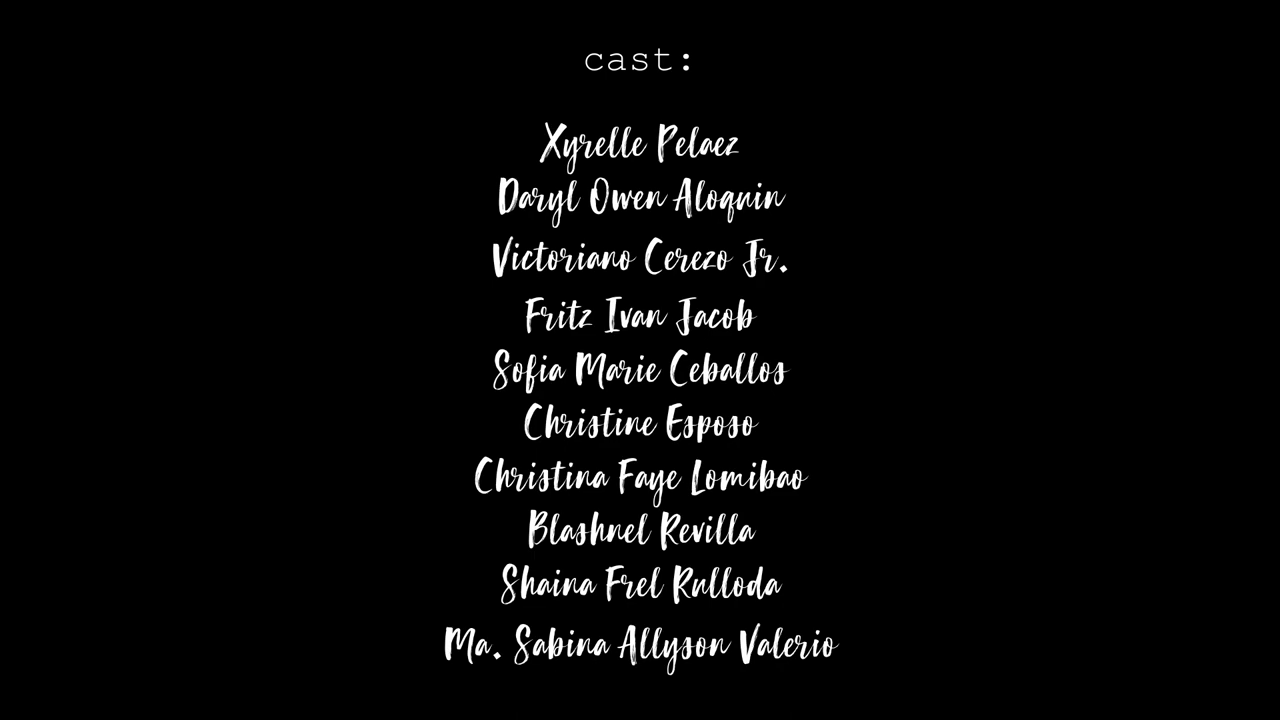 cast:
Xyrelle Pelaez
Daryl Owen Aloquin
Victoriano Cerezo Jr.
Fritz Ivan Jacob
Sofia Marie Ceballos
Christine Esposo
Christina Faye Lomibao
Blashnel Revilla
Shaina Frel Rulloda
Ma. Sabina Allyson Valerio